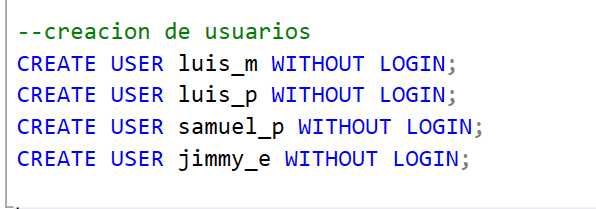 --creacion de usuarios
CREATE USER luis_m WITHOUT LOGIN;
CREATE USER luis_p WITHOUT LOGIN;
CREATE USER samuel_p WITHOUT LOGIN;
CREATE USER jimmy_e WITHOUT LOGIN;